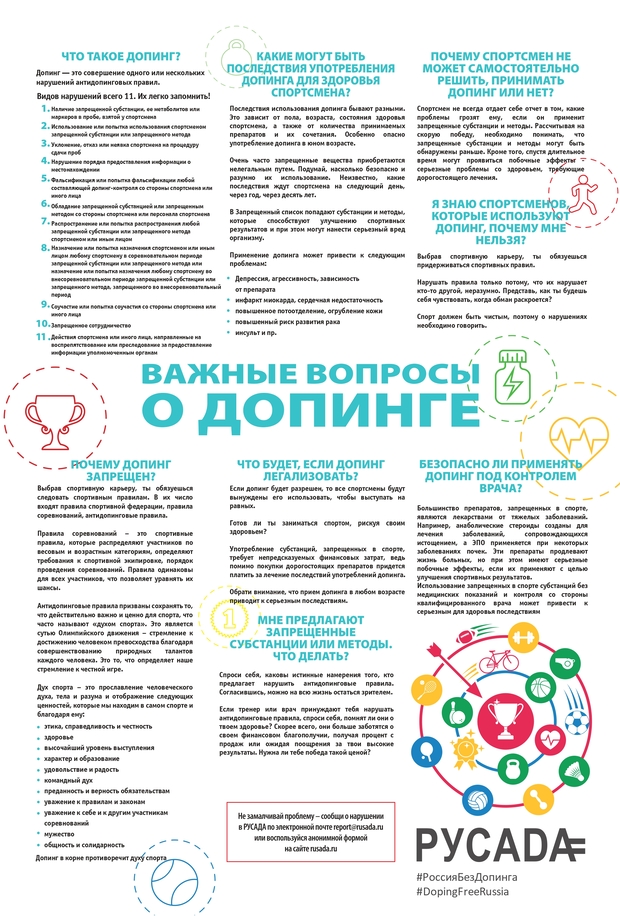 ЧТО ТАКОЕ ДОПИНГ?
Допинг — это совершение одного или нескольких
нарушений антидопинговых правил.
Видов нарушений всего 11. Их легко запомнить!
1. Наличие запрещенной субстанции, ее метаболитов или
маркеров в пробе, взятой у спортсмена
2. Использование или попытка использования спортсменом
запрещенной субстанции или запрещенного метода
3. Уклонение, отказ или неявка спортсмена на процедуру
сдачи проб
4. Нарушение порядка предоставления информации о
местонахождении
5. Фальсификация или попытка фальсификации любой
составляющей допинг-контроля со стороны спортсмена или
иного лица
6. Обладание запрещенной субстанцией или запрещенным
методом со стороны спортсмена или персонала спортсмена
7. Распространение или попытка распространения любой
запрещенной субстанции или запрещенного метода
спортсменом или иным лицом
8. Назначение или попытка назначения спортсменом или иным
лицом любому спортсмену в соревновательном периоде
запрещенной субстанции или запрещенного метода или
назначение или попытка назначения любому спортсмену во
внесоревновательном периоде запрещенной субстанции или
запрещенного метода, запрещенного во внесоревновательный
период
9. Соучастие или попытка соучастия со стороны спортсмена или
иного лица
10. Запрещенное сотрудничество
11. Действия спортсмена или иного лица, направленные на
воспрепятствование или преследование за предоставление
информации уполномоченным органам
КАКИЕ МОГУТ БЫТЬ
ПОСЛЕДСТВИЯ УПОТРЕБЛЕНИЯ
ДОПИНГА ДЛЯ ЗДОРОВЬЯ
СПОРТСМЕНА?
Последствия использования допинга бывают разными.
Это зависит от пола, возраста, состояния здоровья
спортсмена, а также от количества принимаемых
препаратов и их сочетания. Особенно опасно
употребление допинга в юном возрасте.
Очень часто запрещенные вещества приобретаются
нелегальным путем. Подумай, насколько безопасно и
разумно их использование. Неизвестно, какие
последствия ждут спортсмена на следующий день,
через год, через десять лет.
В Запрещенный список попадают субстанции и методы,
которые способствуют улучшению спортивных
результатов и при этом могут нанести серьезный вред
организму.
Применение допинга может привести к следующим
проблемам:
• Депрессия, агрессивность, зависимость
от препарата
• инфаркт миокарда, сердечная недостаточность
• повышенное потоотделение, огрубление кожи
• повышенный риск развития рака
• инсульт и пр.
ПОЧЕМУ СПОРТСМЕН НЕ
МОЖЕТ САМОСТОЯТЕЛЬНО
РЕШИТЬ, ПРИНИМАТЬ
ДОПИНГ ИЛИ НЕТ?
Спортсмен не всегда отдает себе отчет в том, какие
проблемы грозят ему, если он применит
запрещенные субстанции и методы. Рассчитывая на
скорую победу, необходимо понимать, что
запрещенные субстанции и методы могут быть
обнаружены раньше. Кроме того, спустя длительное
время могут проявиться побочные эффекты –
серьезные проблемы со здоровьем, требующие
дорогостоящего лечения.
Я ЗНАЮ СПОРТСМЕНОВ,
КОТОРЫЕ ИСПОЛЬЗУЮТ
ДОПИНГ, ПОЧЕМУ МНЕ
НЕЛЬЗЯ?
Выбрав спортивную карьеру, ты обязуешься
придерживаться спортивных правил.
Нарушать правила только потому, что их нарушает
кто-то другой, неразумно. Представь, как ты будешь
себя чувствовать, когда обман раскроется?
Спорт должен быть чистым, поэтому о нарушениях
необходимо говорить.
ВАЖНЫЕ ВОПРОСЫ
О ДОПИНГЕ
ПОЧЕМУ ДОПИНГ
ЗАПРЕЩЕН?
Выбрав спортивную карьеру, ты обязуешься
следовать спортивным правилам. В их число
входят правила спортивной федерации, правила
соревнований, антидопинговые правила.
Правила соревнований – это спортивные
правила, которые распределяют участников по
весовым и возрастным категориям, определяют
требования к спортивной экипировке, порядок
проведения соревнований. Правила одинаковы
для всех участников, что позволяет уравнять их
шансы.
Антидопинговые правила призваны сохранять то,
что действительно важно и ценно для спорта, что
часто называют «духом спорта». Это является
сутью Олимпийского движения – стремление к
достижению человеком превосходства благодаря
совершенствованию природных талантов
каждого человека. Это то, что определяет наше
стремление к честной игре.
Дух спорта – это прославление человеческого
духа, тела и разума и отображение следующих
ценностей, которые мы находим в самом спорте и
благодаря ему:
• этика, справедливость и честность
• здоровье
• высочайший уровень выступления
• характер и образование
• удовольствие и радость
• командный дух
• преданность и верность обязательствам
• уважение к правилам и законам
• уважение к себе и к другим участникам
соревнований
• мужество
• общность и солидарность
Допинг в корне противоречит духу спорта
ЧТО БУДЕТ, ЕСЛИ ДОПИНГ
ЛЕГАЛИЗОВАТЬ?
Если допинг будет разрешен, то все спортсмены будут
вынуждены его использовать, чтобы выступать на
равных.
Готов ли ты заниматься спортом, рискуя своим
здоровьем?
Употребление субстанций, запрещенных в спорте,
требует непредсказуемых финансовых затрат, ведь
помимо покупки дорогостоящих препаратов придется
платить за лечение последствий употребления допинга.
Обрати внимание, что прием допинга в любом возрасте
приводит к серьезным последствиям.
1
МНЕ ПРЕДЛАГАЮТ
ЗАПРЕЩЕННЫЕ
СУБСТАНЦИИ ИЛИ МЕТОДЫ.
ЧТО ДЕЛАТЬ?
Спроси себя, каковы истинные намерения того, кто
предлагает нарушить антидопинговые правила.
Согласившись, можно на всю жизнь остаться зрителем.
Если тренер или врач принуждают тебя нарушать
антидопинговые правила, спроси себя, помнят ли они о
твоем здоровье? Скорее всего, они больше заботятся о
своем финансовом благополучии, получая процент с
продаж или ожидая поощрения за твои высокие
результаты. Нужна ли тебе победа такой ценой?
Не замалчивай проблему – сообщи о нарушении
в РУСАДА по электронной почте report@rusada.ru
или воспользуйся анонимной формой
на сайте rusada.ru
БЕЗОПАСНО ЛИ ПРИМЕНЯТЬ
ДОПИНГ ПОД КОНТРОЛЕМ
ВРАЧА?
Большинство препаратов, запрещенных в спорте,
являются лекарствами от тяжелых заболеваний.
Например, анаболические стероиды созданы для
лечения заболеваний, сопровождающихся
истощением, а ЭПО применяется при некоторых
заболеваниях почек. Эти препараты продлевают
жизнь больных, но при этом имеют серьезные
побочные эффекты, если их применяют с целью
улучшения спортивных результатов.
Использование запрещенных в спорте субстанций без
медицинских показаний и контроля со стороны
квалифицированного врача может привести к
серьезным для здоровья последствиям
РУСАДА
#РоссияБезДопинга
#DopingFreeRussia